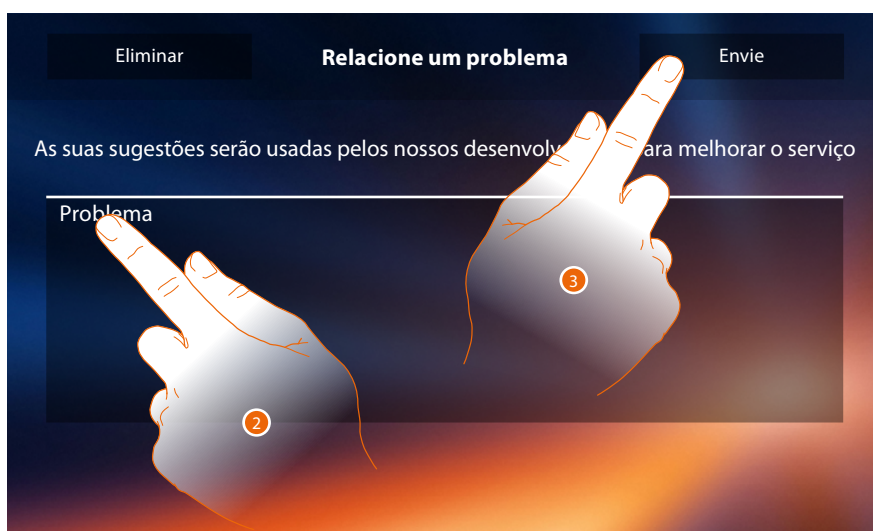 Eliminar
Relacione um problema
Envie
As suas sugestões serão usadas pelos nossos desenvolv ara melhorar o serviço
Problema
3
2